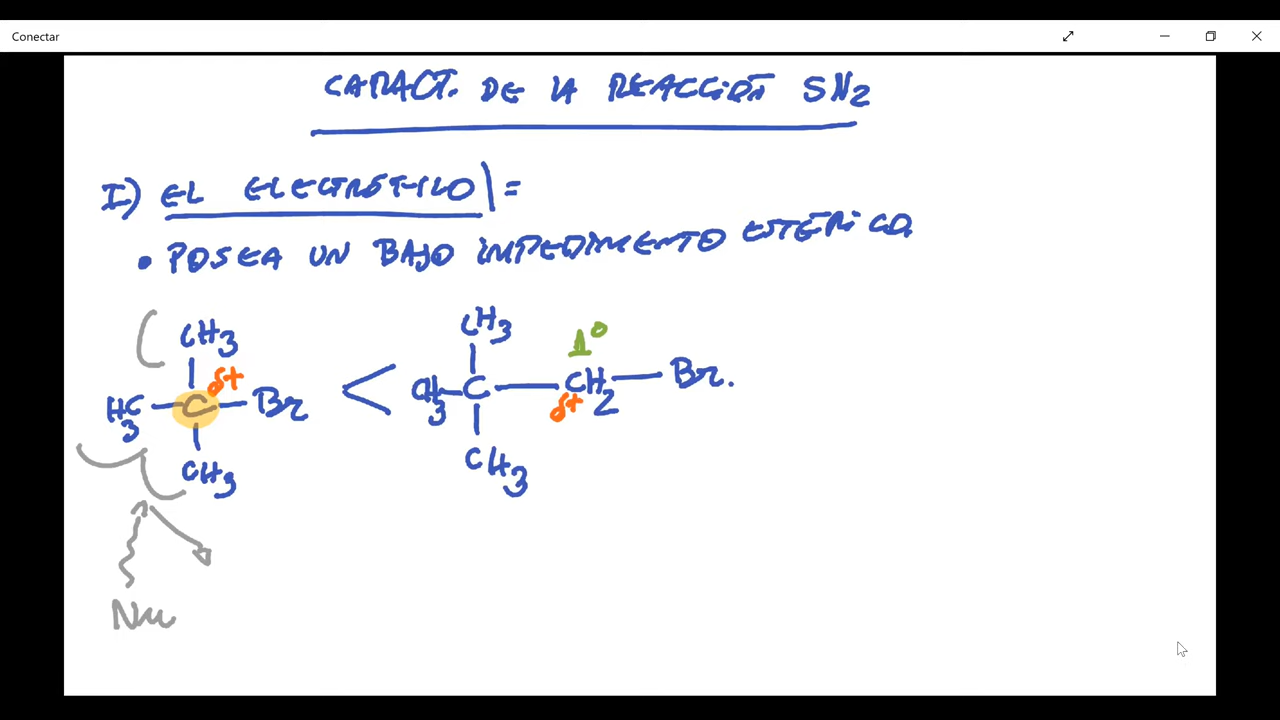 Conectar
CARACT. DE LA REACCIÓN SN2
I) EL ELECTRÓFILO =
• POSEA UN BAJO IMPEDIMENTO ESTÉRICO.
CH3 CH3 1°
δ+
H3C C Br < CH3 C CH2 Br.
δ+
CH3 CH3
Nu